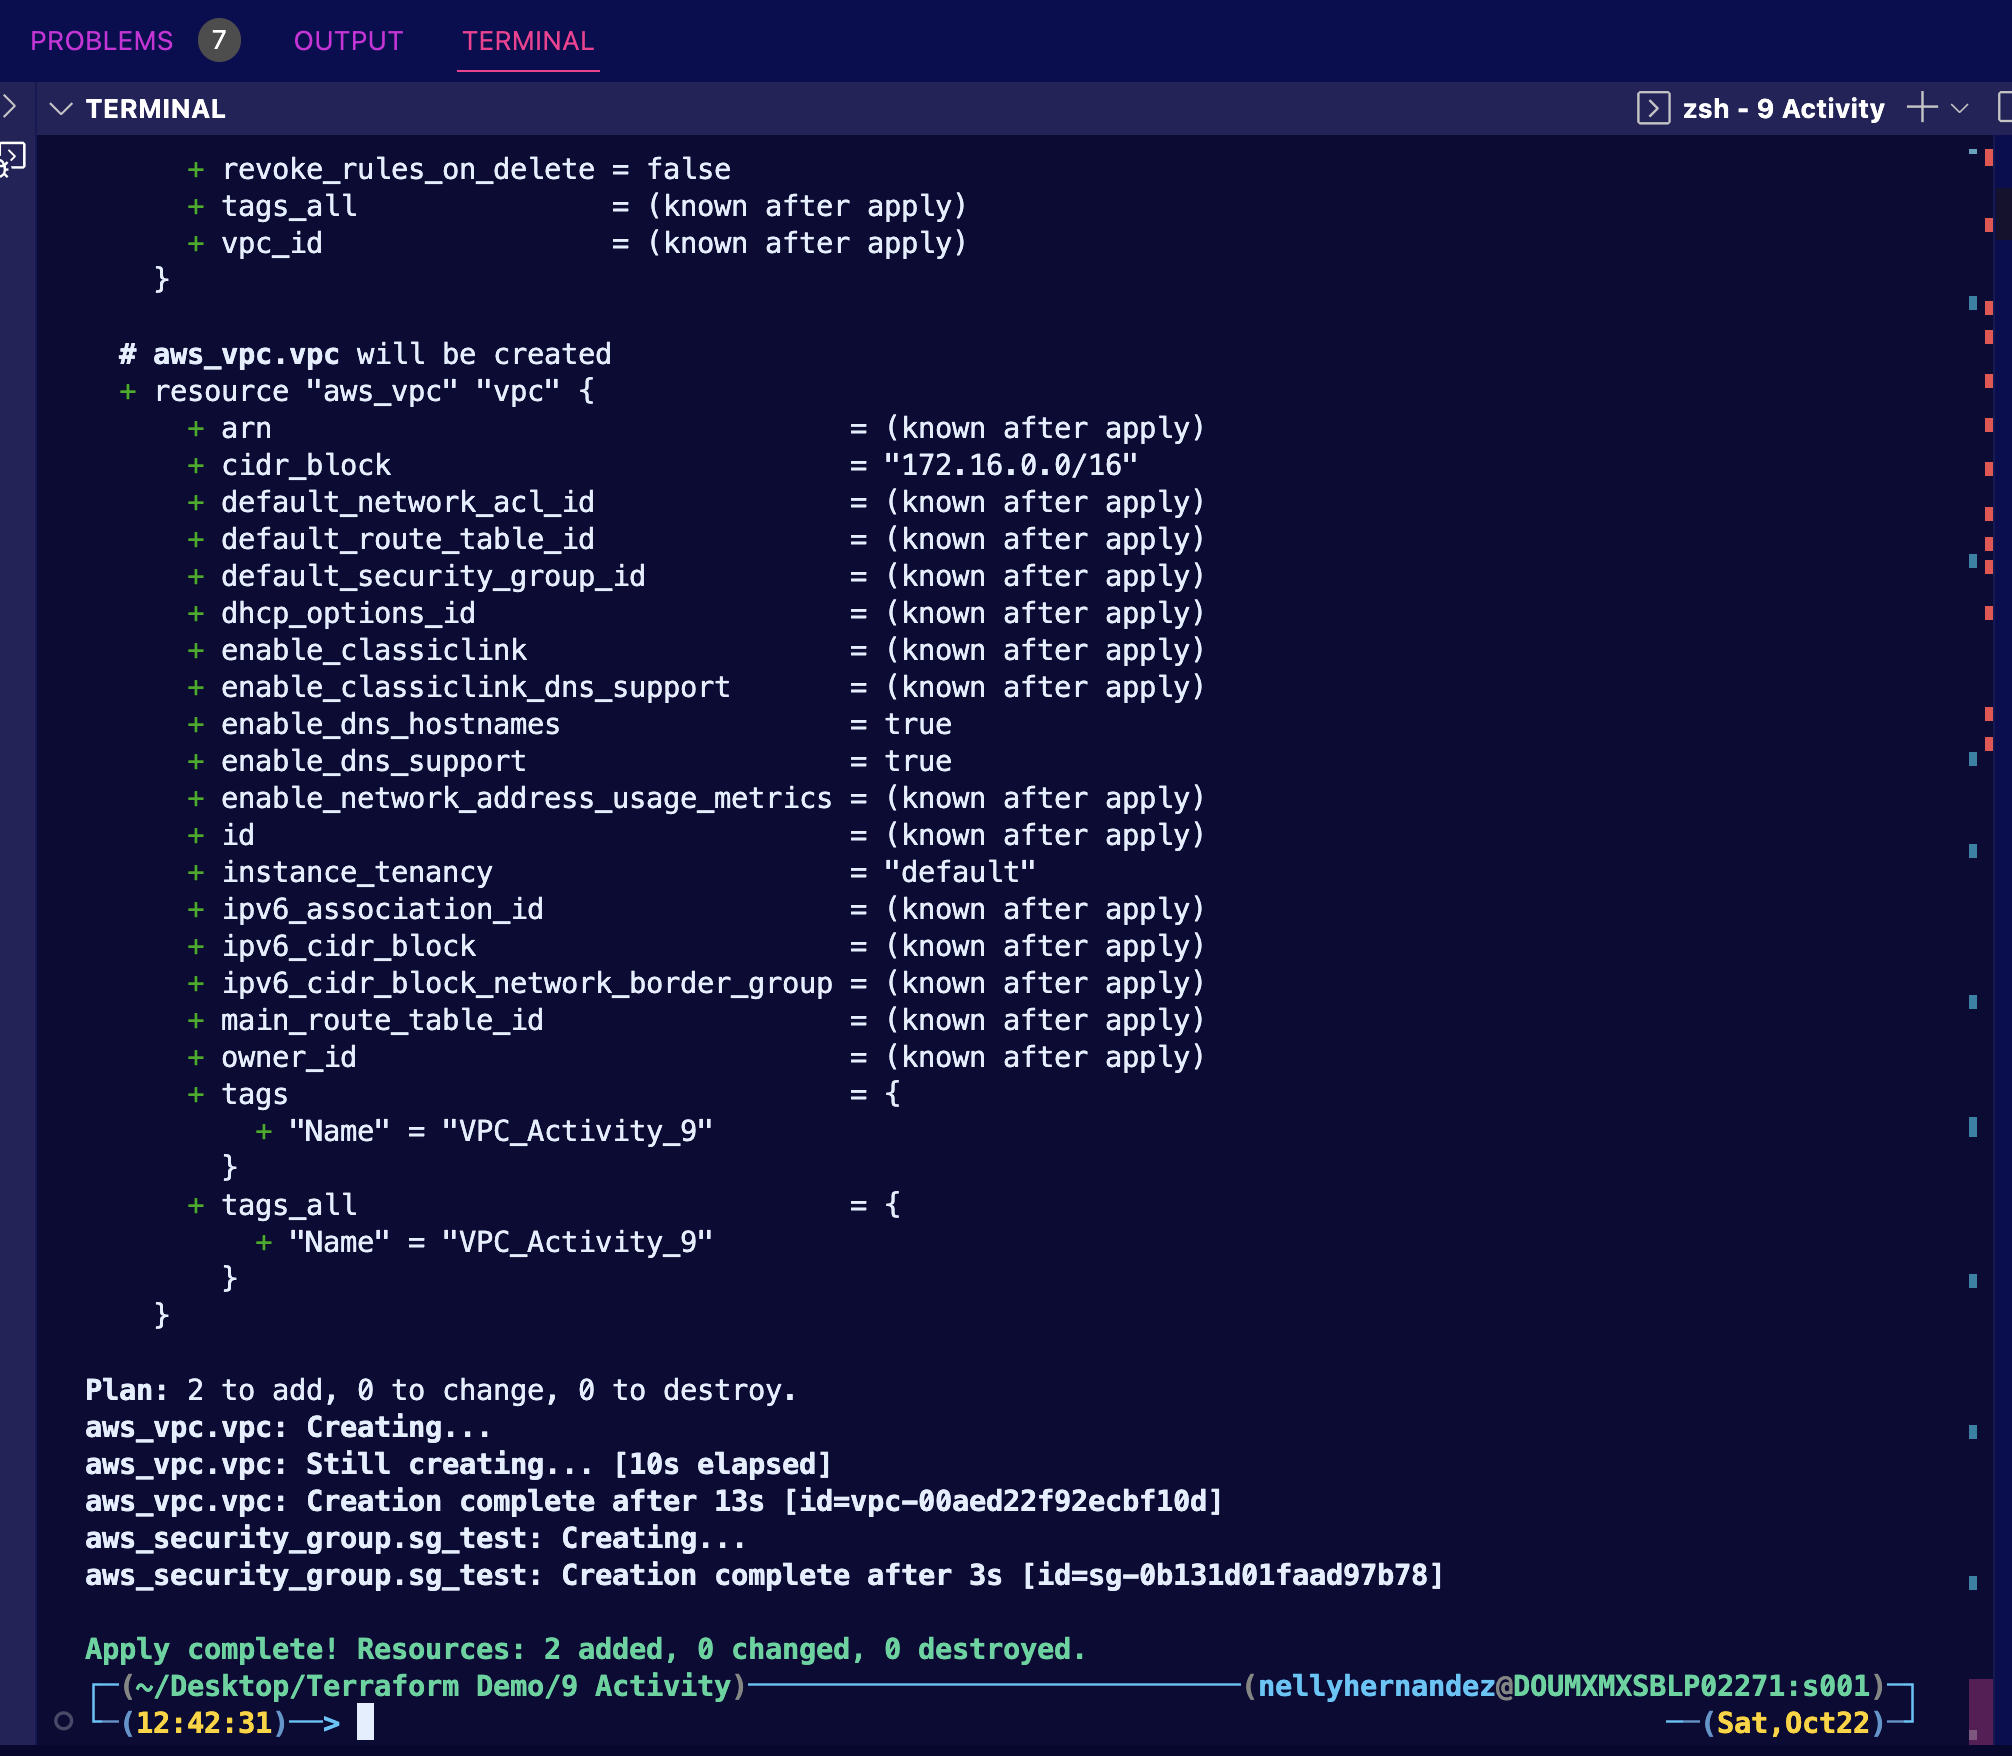 PROBLEMS 7 OUTPUT TERMINAL
TERMINAL zsh - 9 Activity
+ revoke_rules_on_delete = false
+ tags_all = (known after apply)
+ vpc_id = (known after apply)
}
# aws_vpc.vpc will be created
+ resource "aws_vpc" "vpc" {
+ arn = (known after apply)
+ cidr_block = "172.16.0.0/16"
+ default_network_acl_id = (known after apply)
+ default_route_table_id = (known after apply)
+ default_security_group_id = (known after apply)
+ dhcp_options_id = (known after apply)
+ enable_classiclink = (known after apply)
+ enable_classiclink_dns_support = (known after apply)
+ enable_dns_hostnames = true
+ enable_dns_support = true
+ enable_network_address_usage_metrics = (known after apply)
+ id = (known after apply)
+ instance_tenancy = "default"
+ ipv6_association_id = (known after apply)
+ ipv6_cidr_block = (known after apply)
+ ipv6_cidr_block_network_border_group = (known after apply)
+ main_route_table_id = (known after apply)
+ owner_id = (known after apply)
+ tags = {
+ "Name" = "VPC_Activity_9"
}
+ tags_all = {
+ "Name" = "VPC_Activity_9"
}
}
Plan: 2 to add, 0 to change, 0 to destroy.
aws_vpc.vpc: Creating...
aws_vpc.vpc: Still creating... [10s elapsed]
aws_vpc.vpc: Creation complete after 13s [id=vpc-00aed22f92ecbf10d]
aws_security_group.sg_test: Creating...
aws_security_group.sg_test: Creation complete after 3s [id=sg-0b131d01faad97b78]
Apply complete! Resources: 2 added, 0 changed, 0 destroyed.
(~/Desktop/Terraform Demo/9 Activity) (nellyhernandez@DOUMXMXSBLP02271:s001)
(12:42:31)—> (Sat,Oct22)